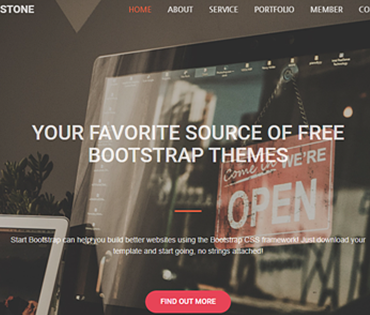 STONE
HOME ABOUT SERVICE PORTFOLIO MEMBER CO
YOUR FAVORITE SOURCE OF FREE
BOOTSTRAP THEMES
Come in WE'RE
OPEN
Start Bootstrap can help you build better websites using the Bootstrap CSS framework! Just download your
template and start going, no strings attached!
FIND OUT MORE